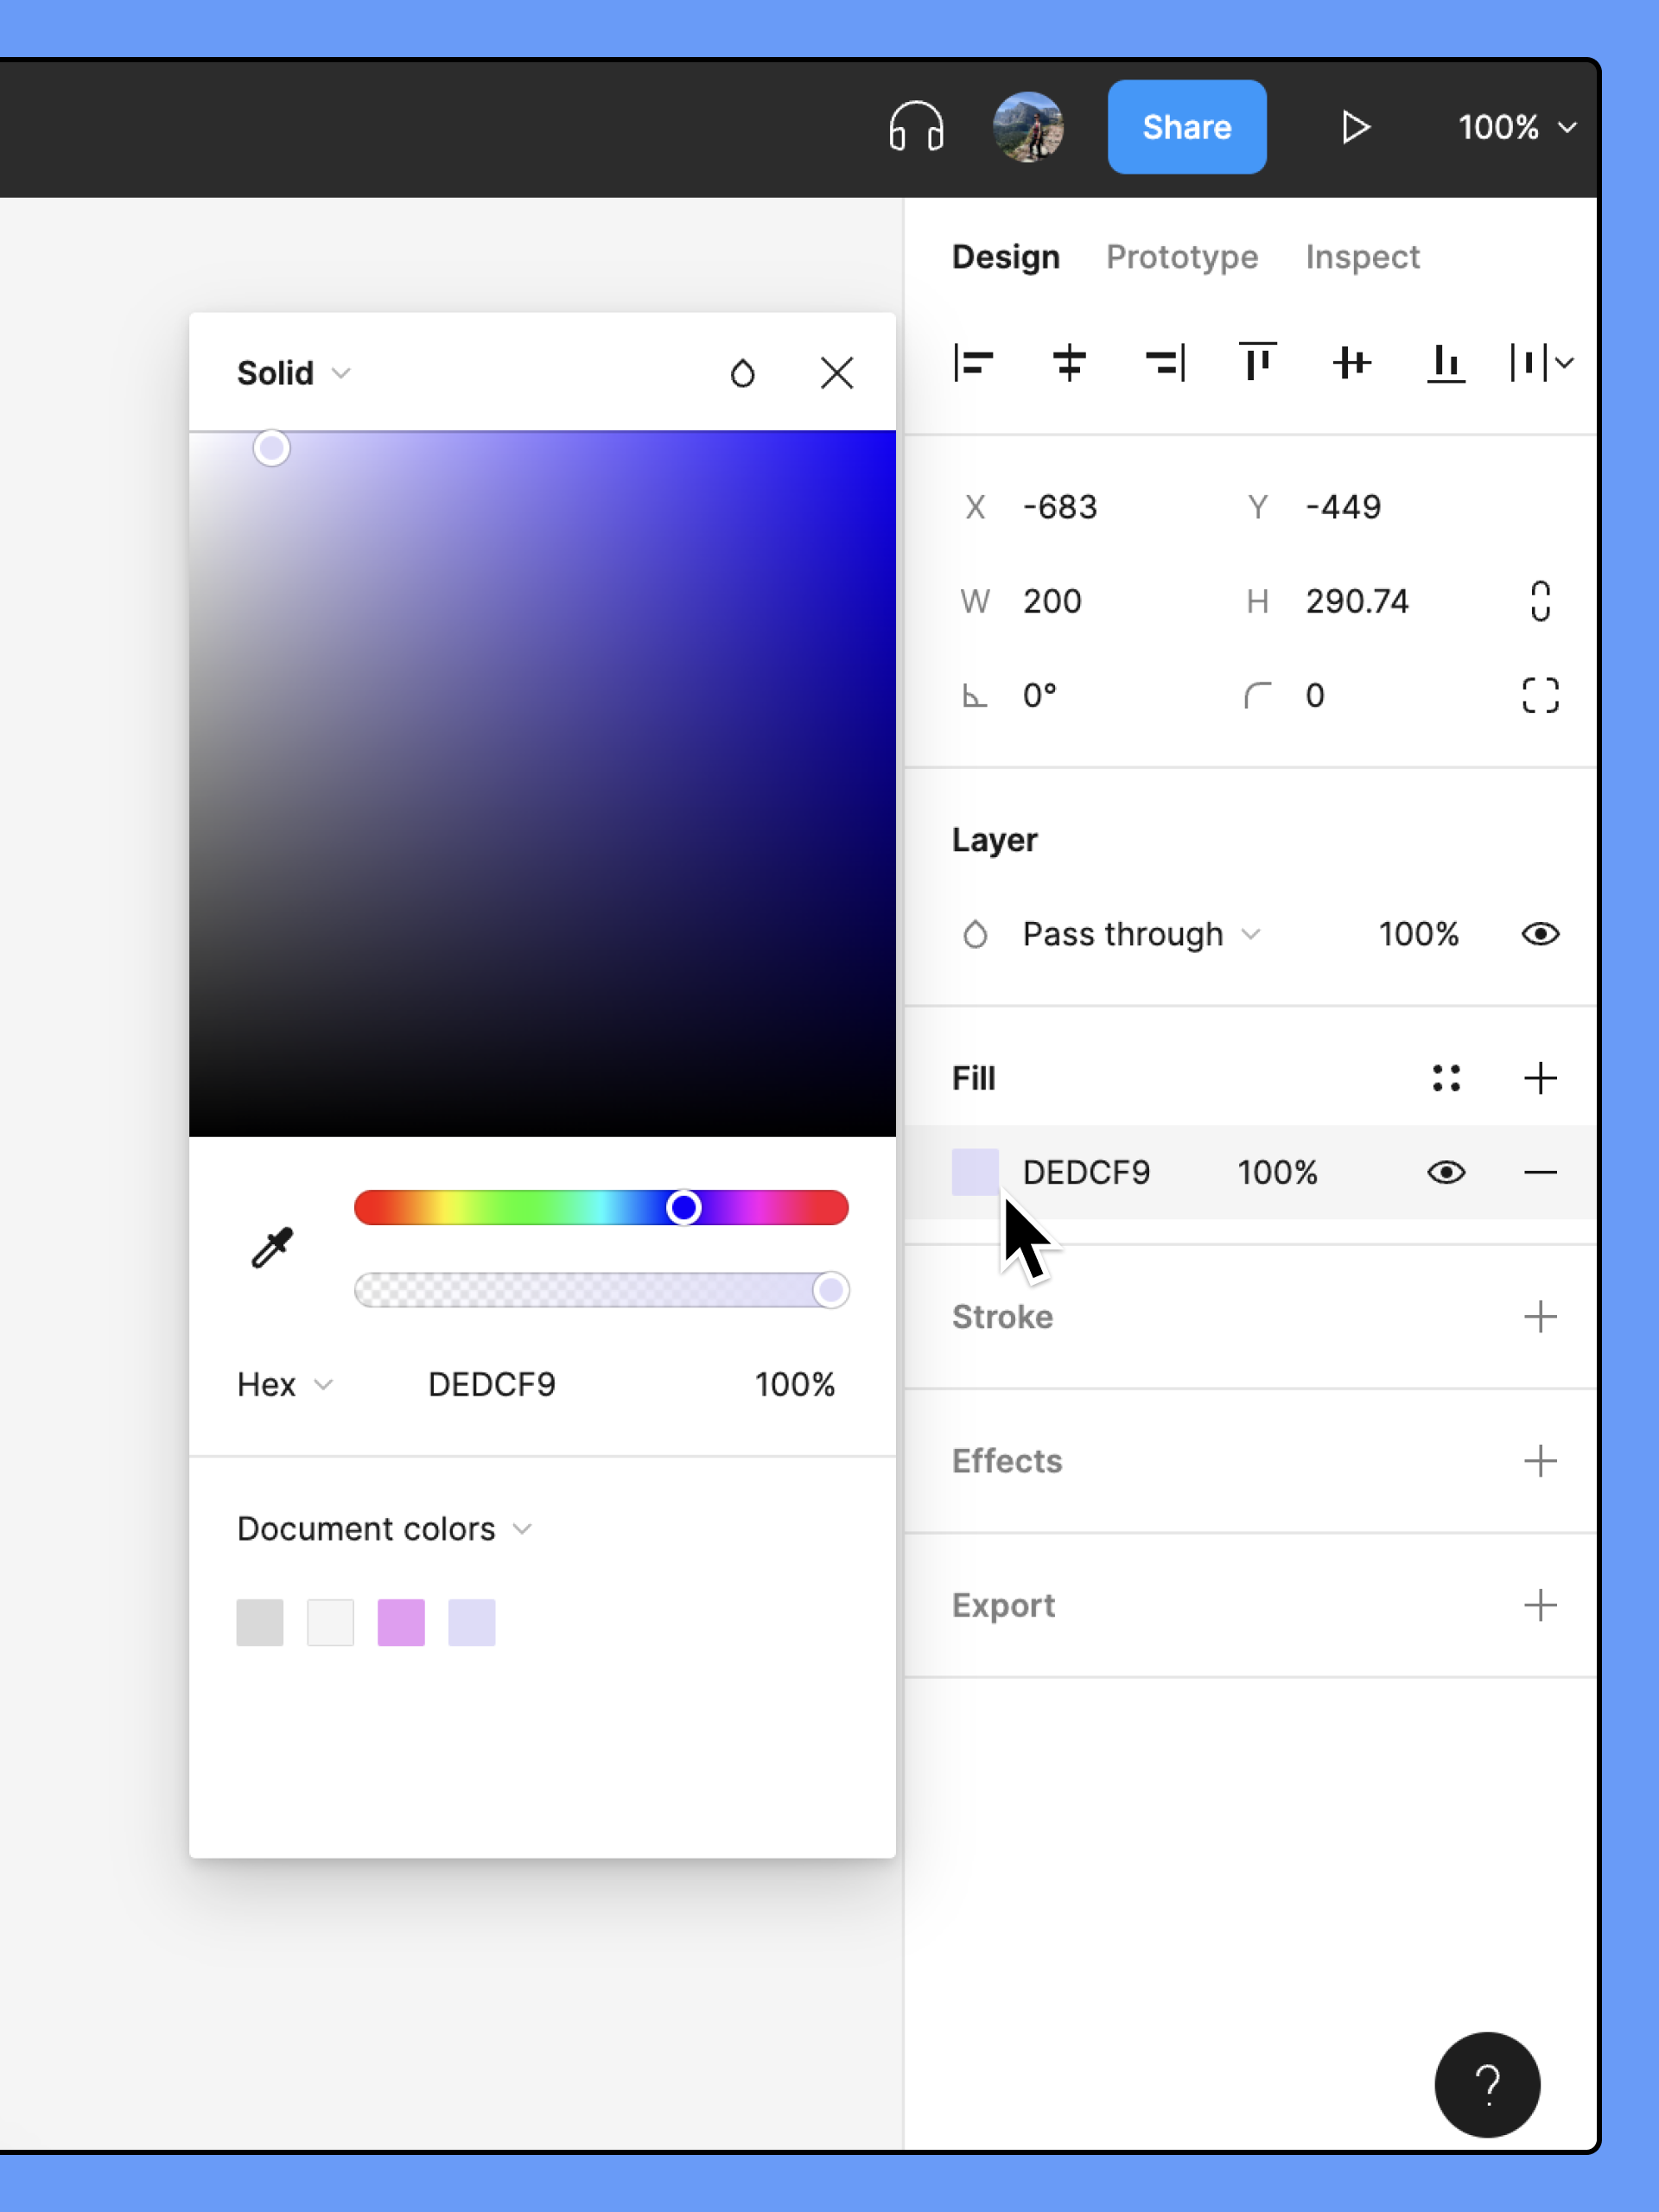 Share
100%
Design Prototype Inspect
Solid
X -683 Y -449
W 200 H 290.74
0° 0
Layer
Pass through 100%
Fill
DEDCF9 100%
Stroke
Hex DEDCF9 100%
Effects
Document colors
Export
?